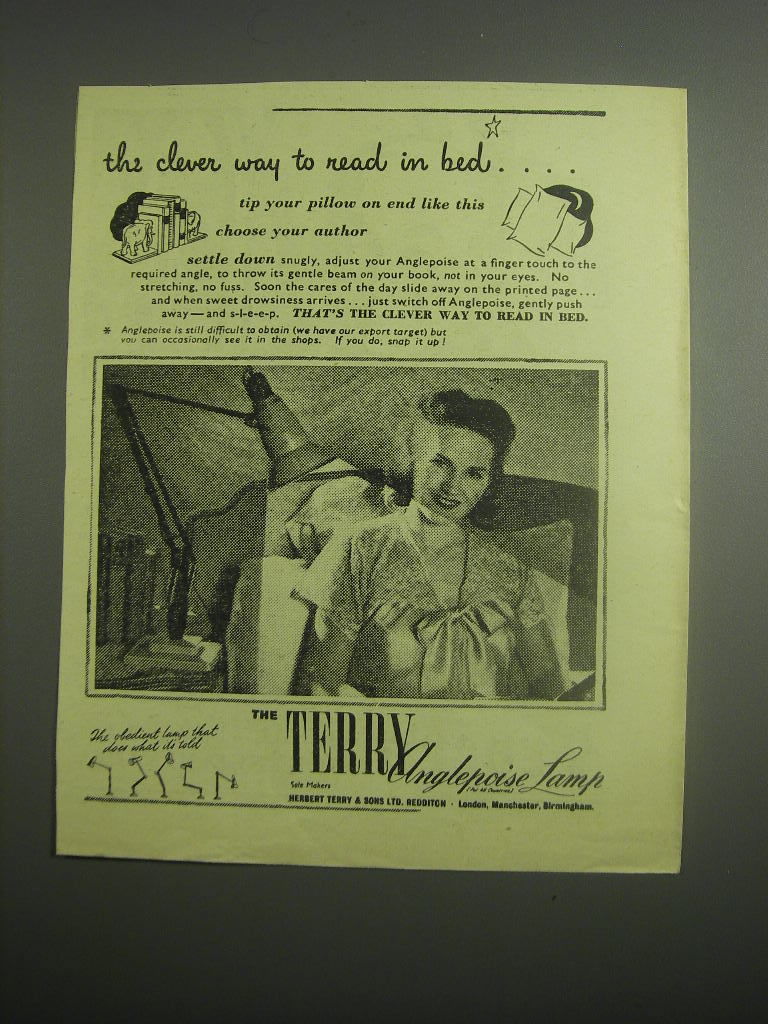 the clever way to read in bed....
tip your pillow on end like this
choose your author
settle down snugly, adjust your Anglepoise at a finger touch to the
required angle, to throw its gentle beam on your book, not in your eyes. No
stretching, no fuss. Soon the cares of the day slide away on the printed page...
and when sweet drowsiness arrives... just switch off Anglepoise, gently push
away—and s-l-e-e-p. THAT'S THE CLEVER WAY TO READ IN BED.
* Anglepoise is still difficult to obtain (we have our export target) but
you can occasionally see it in the shops. If you do, snap it up!
The obedient lamp that
does what it's told
THE TERRY Anglepoise Lamp
Sole Makers
HERBERT TERRY & SONS LTD. REDDITCH · London, Manchester, Birmingham.